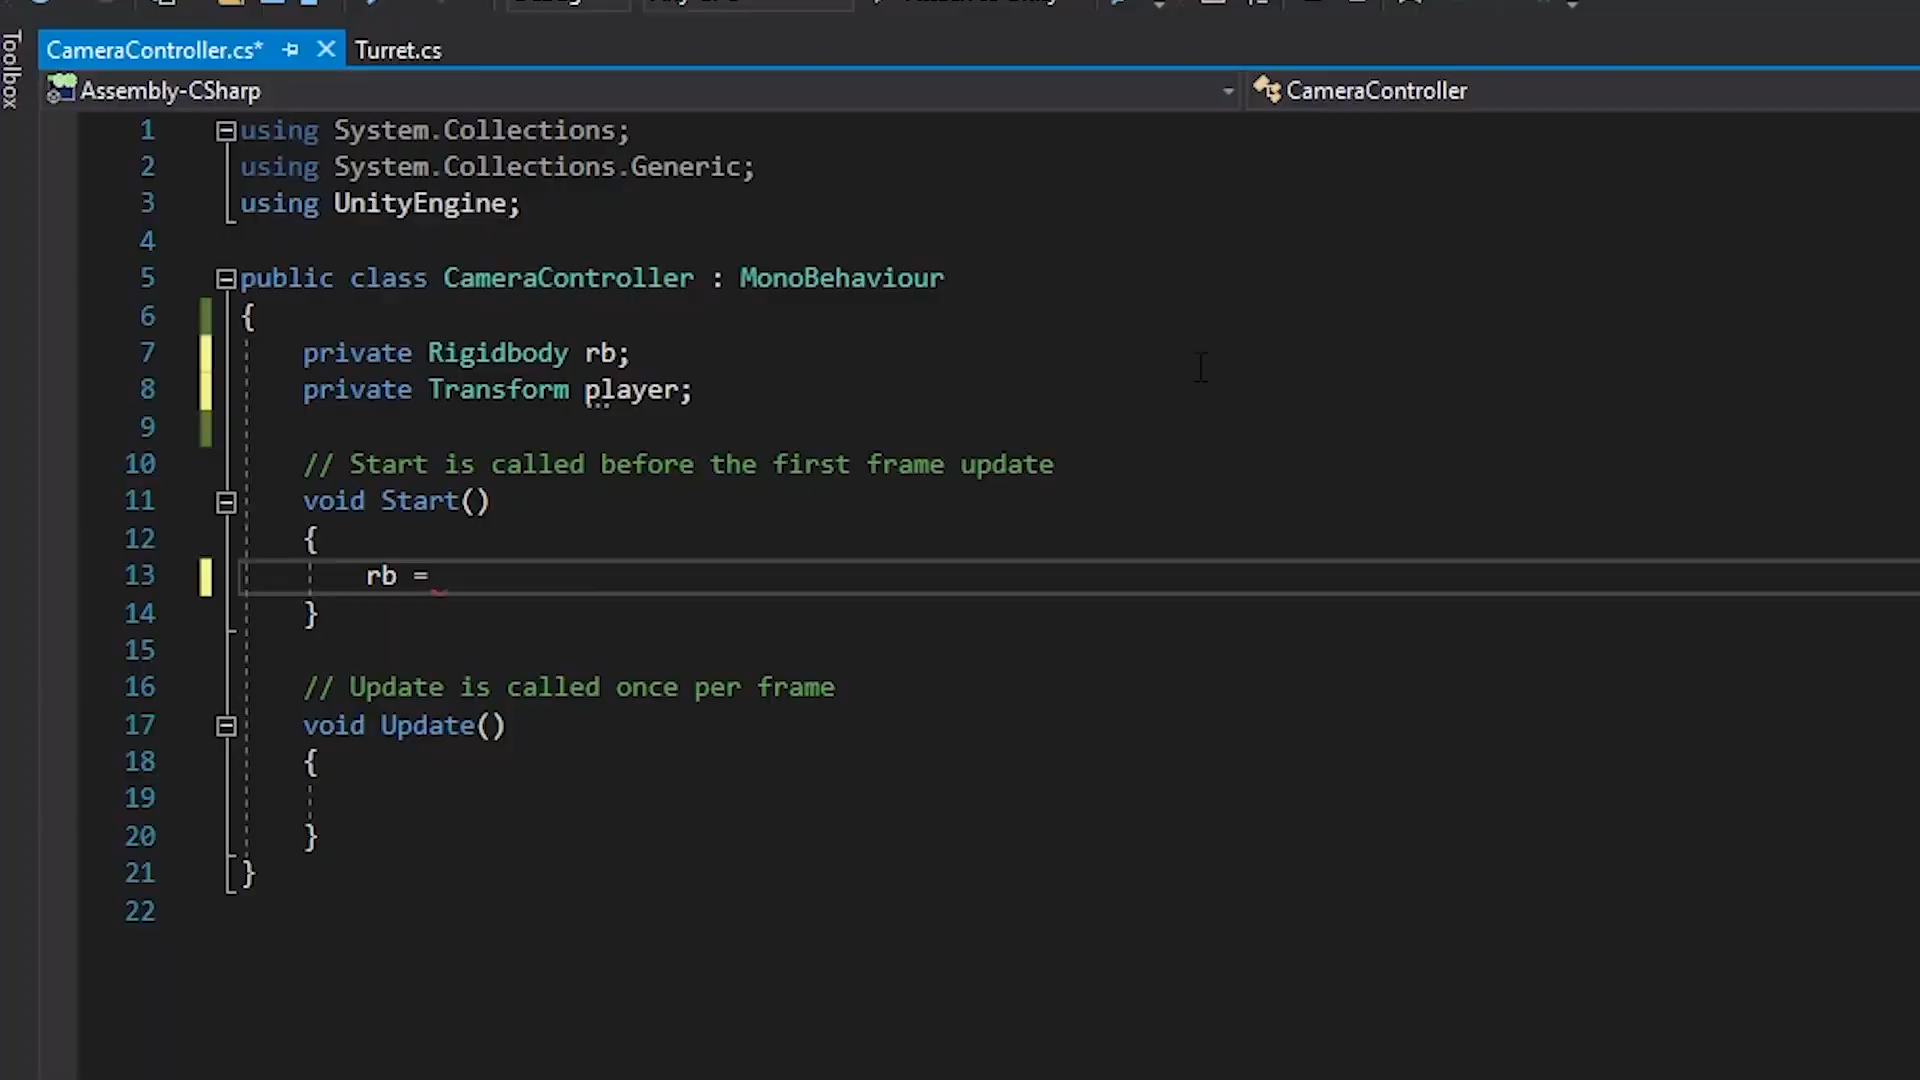 Toolbox
CameraController.cs* Turret.cs
Assembly-CSharp CameraController
1 using System.Collections;
2 using System.Collections.Generic;
3 using UnityEngine;
4
5 public class CameraController : MonoBehaviour
6 {
7 private Rigidbody rb;
8 private Transform player;
9
10 // Start is called before the first frame update
11 void Start()
12 {
13 rb =
14 }
15
16 // Update is called once per frame
17 void Update()
18 {
19
20 }
21 }
22